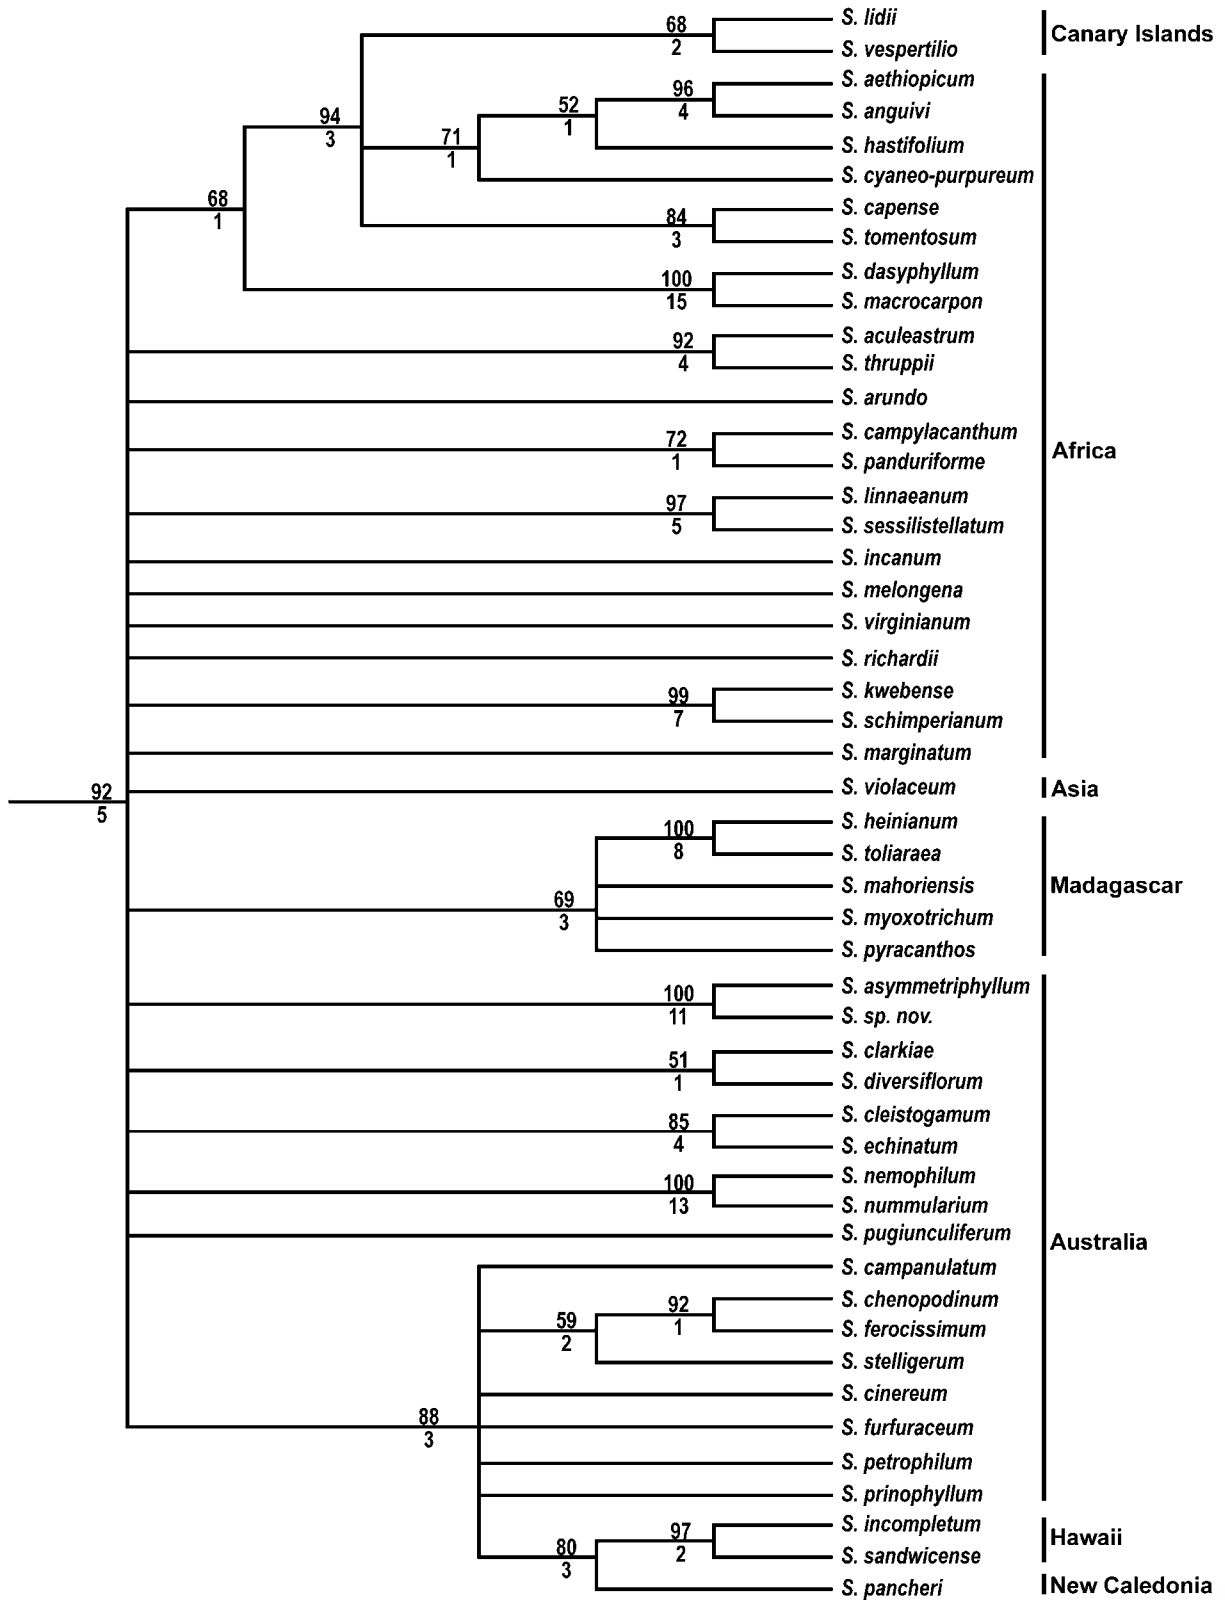 S. lidii
68
Canary Islands
2
S. vespertilio
S. aethiopicum
96
52
4
S. anguivi
94
1
71
3
1
S. hastifolium
S. cyaneo-purpureum
68
S. capense
84
1
3
S. tomentosum
S. dasyphyllum
100
15
S. macrocarpon
S. aculeastrum
92
4
S. thruppii
S. arundo
S. campylacanthum
72
Africa
1
S. panduriforme
S. linnaeanum
97
5
S. sessilistellatum
S. incanum
S. melongena
S. virginianum
S. richardii
S. kwebense
99
7
S. schimperianum
S. marginatum
92
S. violaceum
Asia
5
S. heinianum
100
8
S. toliaraea
Madagascar
S. mahoriensis
69
3
S. myoxotrichum
S. pyracanthos
S. asymmetriphyllum
100
11
S. sp. nov.
S. clarkiae
51
1
S. diversiflorum
S. cleistogamum
85
4
S. echinatum
S. nemophilum
100
13
S. nummularium
S. pugiunculiferum
Australia
S. campanulatum
S. chenopodinum
92
59
1
S. ferocissimum
2
S. stelligerum
S. cinereum
88
3
S. furfuraceum
S. petrophilum
S. prinophyllum
S. incompletum
97
Hawaii
80
2
S. sandwicense
3
S. pancheri
New Caledonia